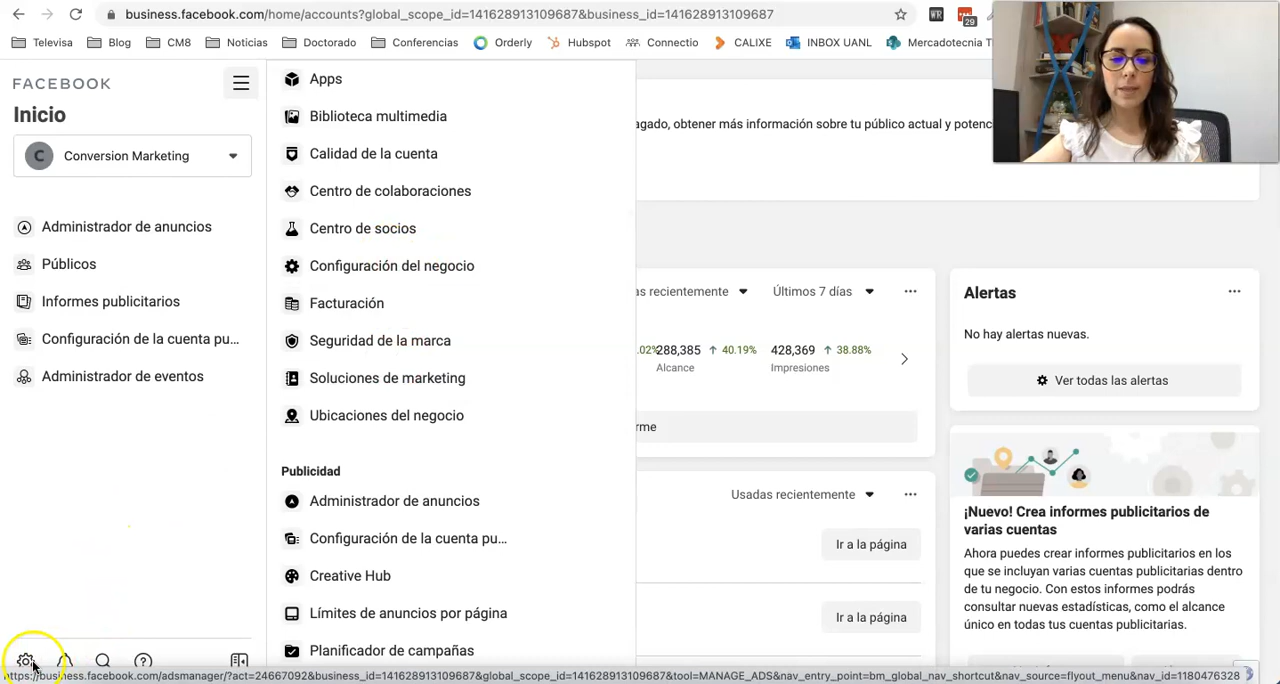 business.facebook.com/home/accounts?global_scope_id=141628913109687&business_id=141628913109687
WR
29
Televisa
Blog
CM8
Noticias
Doctorado
Conferencias
Orderly
Hubspot
Connectio
CALIXE
INBOX UANL
Mercadotecnia
FACEBOOK
Inicio
C Conversion Marketing
Administrador de anuncios
Públicos
Informes publicitarios
Configuración de la cuenta pu...
Administrador de eventos
Apps
Biblioteca multimedia
Calidad de la cuenta
Centro de colaboraciones
Centro de socios
Configuración del negocio
Facturación
Seguridad de la marca
Soluciones de marketing
Ubicaciones del negocio
Publicidad
Administrador de anuncios
Configuración de la cuenta pu...
Creative Hub
Límites de anuncios por página
Planificador de campañas
agado, obtener más información sobre tu público actual y potenc
as recientemente
Últimos 7 días
.02%
288,385 40.19%
Alcance
428,369 38.88%
Impresiones
rme
Usadas recientemente
Ir a la página
Ir a la página
Alertas
No hay alertas nuevas.
Ver todas las alertas
¡Nuevo! Crea informes publicitarios de
varias cuentas
Ahora puedes crear informes publicitarios en los
que se incluyan varias cuentas publicitarias dentro
de tu negocio. Con estos informes podrás
consultar nuevas estadísticas, como el alcance
único en todas tus cuentas publicitarias.
https://business.facebook.com/adsmanager/?act=24667092&business_id=141628913109687&global_scope_id=141628913109687&tool=MANAGE_ADS&nav_entry_point=bm_global_nav_shortcut&nav_source=flyout_menu&nav_id=1180476328